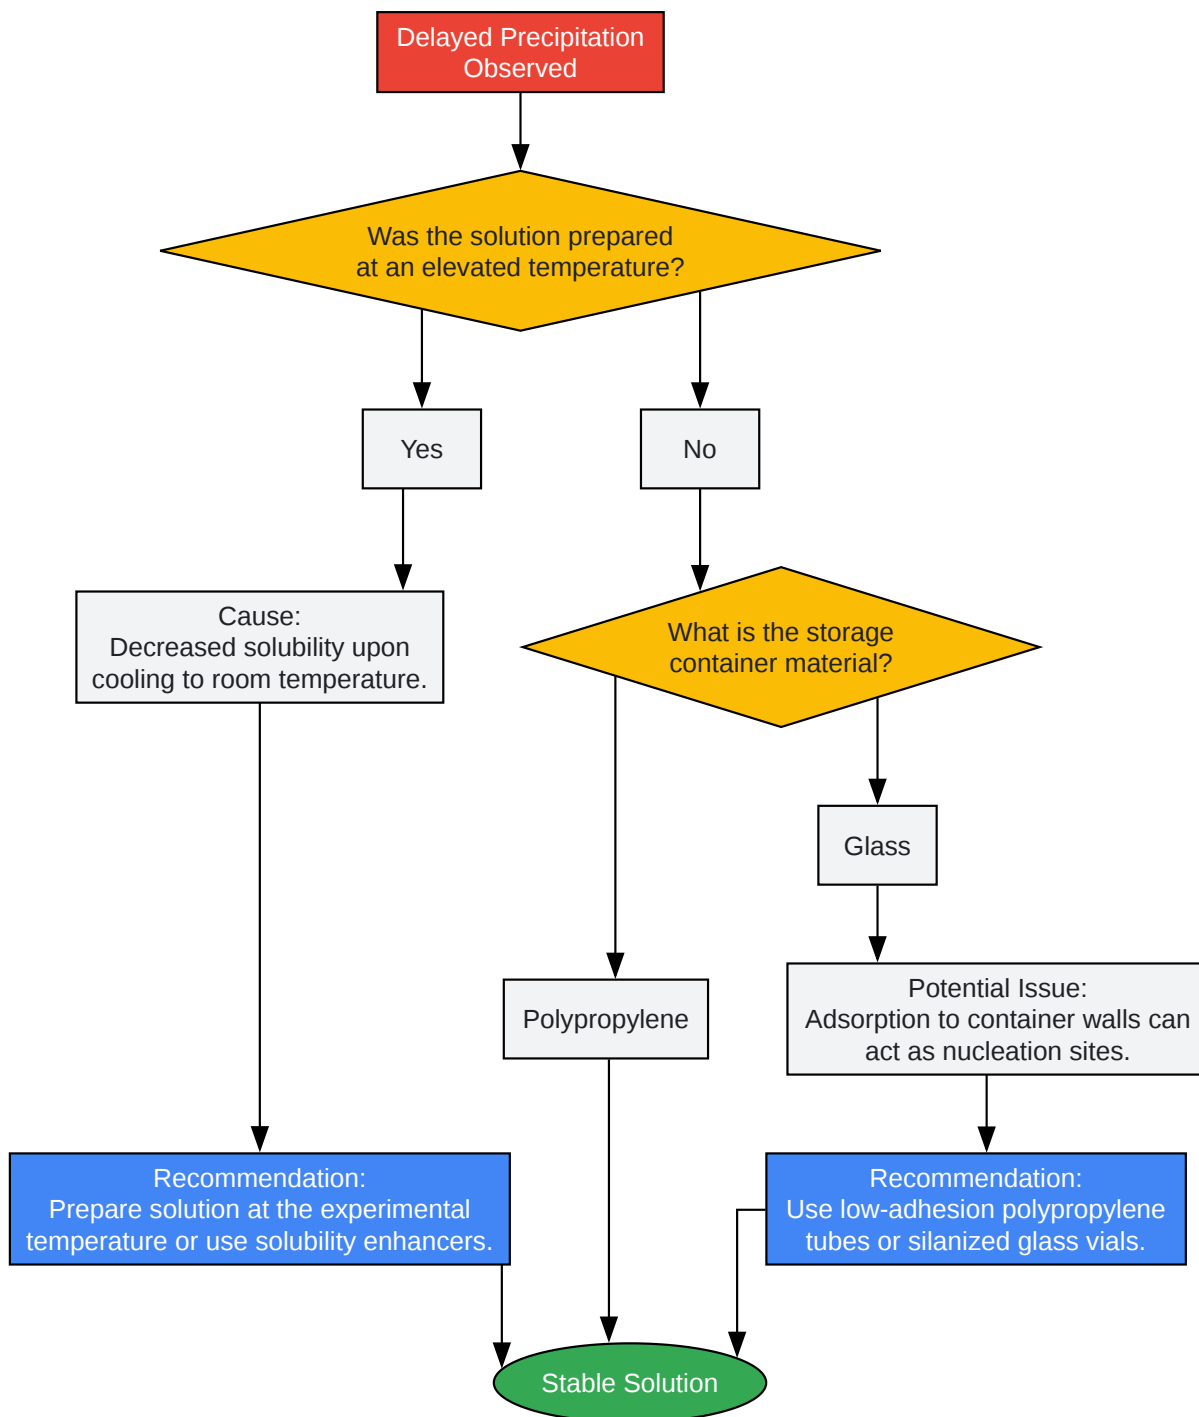 Delayed Precipitation
Observed
Was the solution prepared
at an elevated temperature?
Yes
No
Cause:
Decreased solubility upon
cooling to room temperature.
What is the storage
container material?
Glass
Polypropylene
Potential Issue:
Adsorption to container walls can
act as nucleation sites.
Recommendation:
Prepare solution at the experimental
temperature or use solubility enhancers.
Recommendation:
Use low-adhesion polypropylene
tubes or silanized glass vials.
Stable Solution